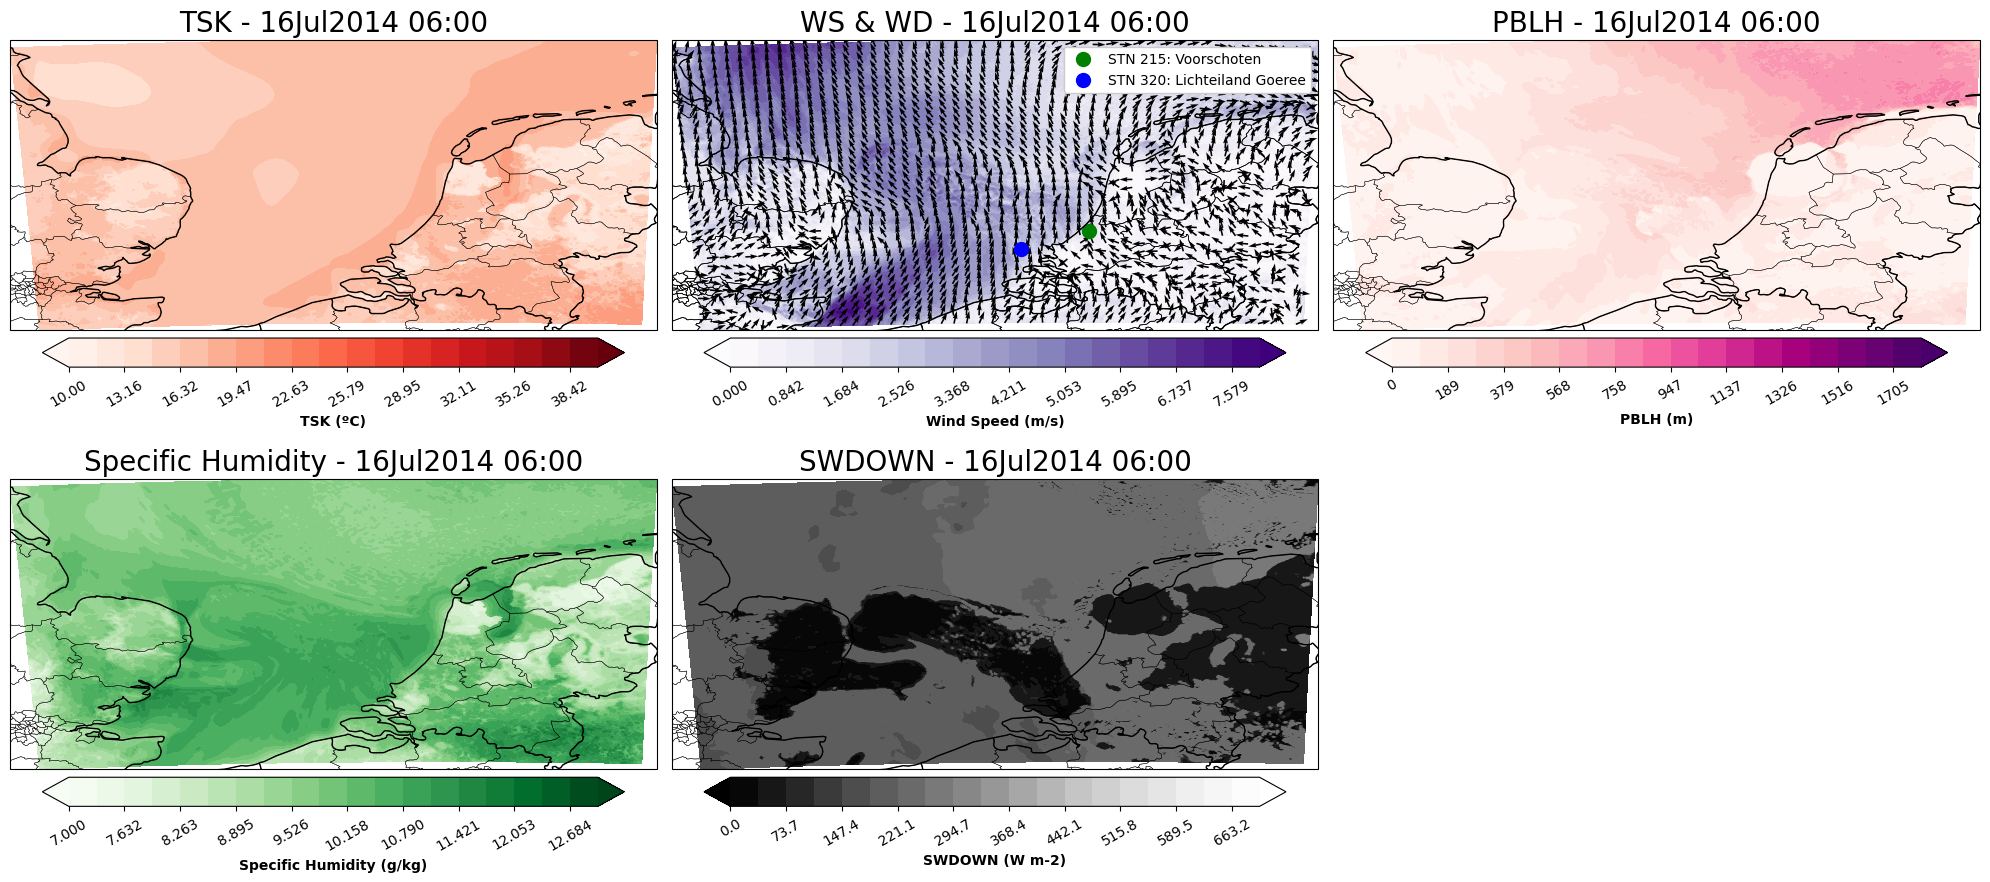 TSK - 16Jul2014 06:00
10.00 13.16 16.32 19.47 22.63 25.79 28.95 32.11 35.26 38.42
TSK (ºC)
WS & WD - 16Jul2014 06:00
STN 215: Voorschoten
STN 320: Lichteiland Goeree
0.000 0.842 1.684 2.526 3.368 4.211 5.053 5.895 6.737 7.579
Wind Speed (m/s)
PBLH - 16Jul2014 06:00
0 189 379 568 758 947 1137 1326 1516 1705
PBLH (m)
Specific Humidity - 16Jul2014 06:00
7.000 7.632 8.263 8.895 9.526 10.158 10.790 11.421 12.053 12.684
Specific Humidity (g/kg)
SWDOWN - 16Jul2014 06:00
0.0 73.7 147.4 221.1 294.7 368.4 442.1 515.8 589.5 663.2
SWDOWN (W m-2)